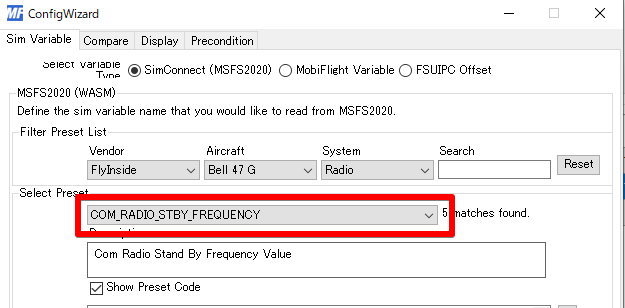 MF ConfigWizard
Sim Variable Compare Display Precondition
Select Variable Type SimConnect (MSFS2020) MobiFlight Variable FSUIPC Offset
MSFS2020 (WASM)
Define the sim variable name that you would like to read from MSFS2020.
Filter Preset List
Vendor Aircraft System Search
FlyInside Bell 47 G Radio Reset
Select Preset
COM_RADIO_STBY_FREQUENCY 5 matches found.
Com Radio Stand By Frequency Value
Show Preset Code